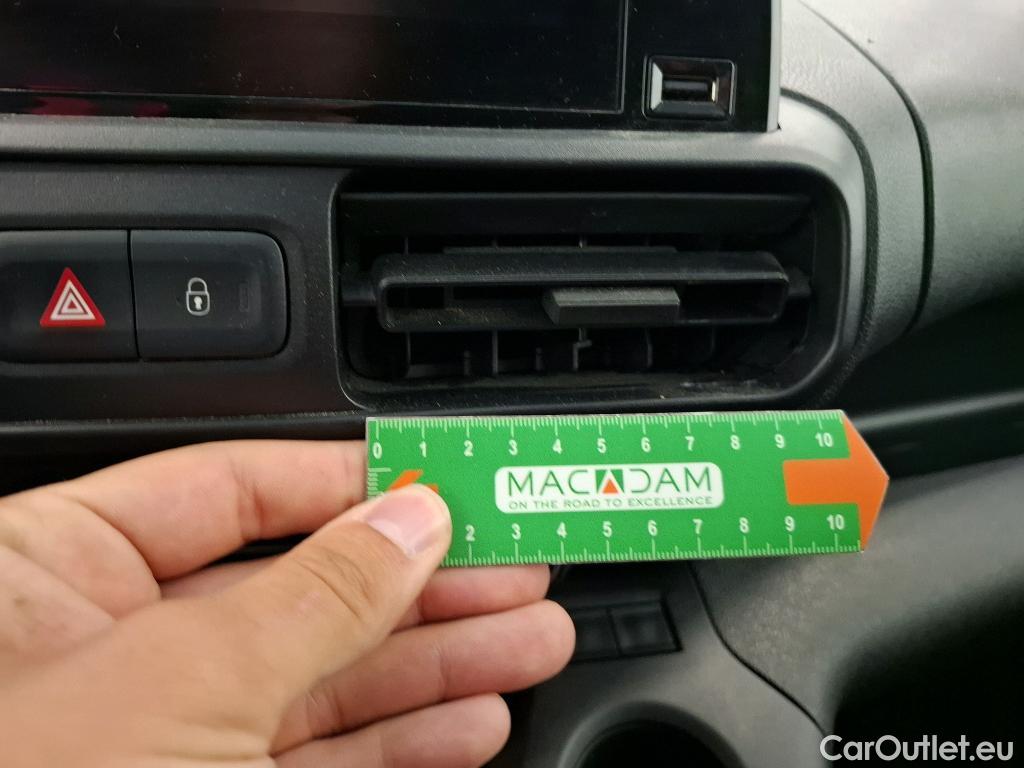 0 1 2 3 4 5 6 7 8 9 10
MACADAM
ON THE ROAD TO EXCELLENCE
2 3 4 5 6 7 8 9 10
CarOutlet.eu